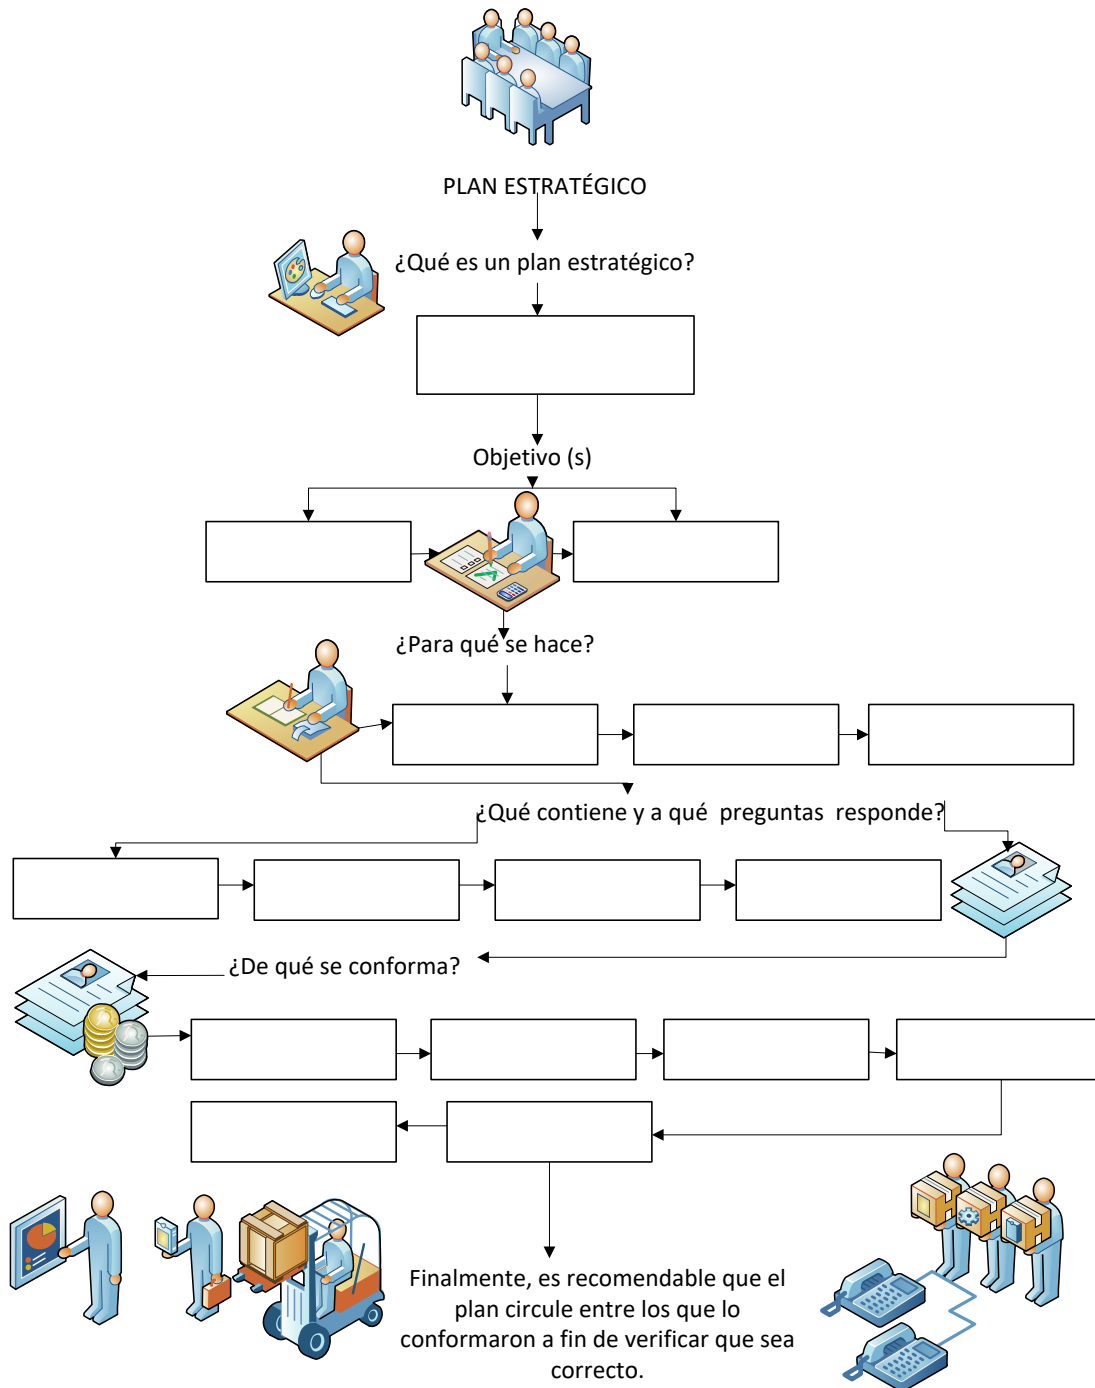 PLAN ESTRATÉGICO
¿Qué es un plan estratégico?
Objetivo (s)
¿Para qué se hace?
¿Qué contiene y a qué preguntas responde?
¿De qué se conforma?
Finalmente, es recomendable que el
plan circule entre los que lo
conformaron a fin de verificar que sea
correcto.